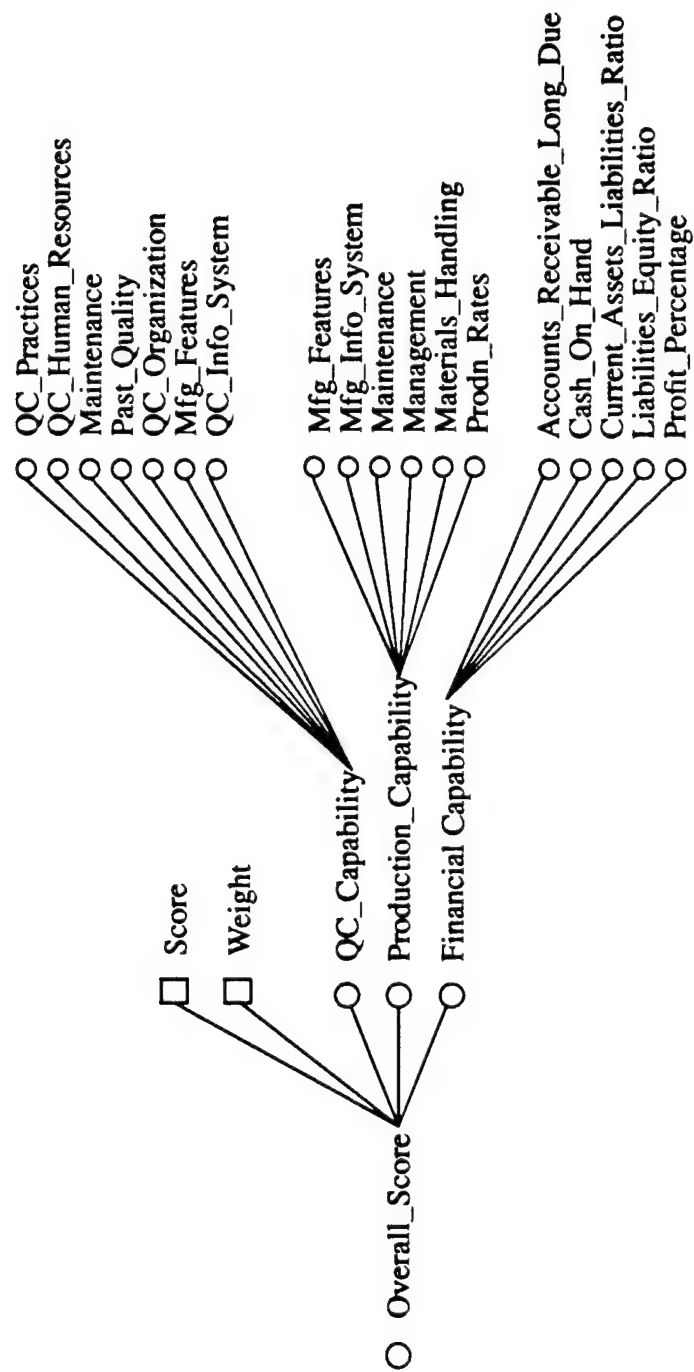 Overall_Score
Score
Weight
QC_Capability
Production_Capability
Financial Capability
QC_Practices
QC_Human_Resources
Maintenance
Past_Quality
QC_Organization
Mfg_Features
QC_Info_System
Mfg_Features
Mfg_Info_System
Maintenance
Management
Materials_Handling
Prodn_Rates
Accounts_Receivable_Long_Due
Cash_On_Hand
Current_Assets_Liabilities_Ratio
Liabilities_Equity_Ratio
Profit_Percentage